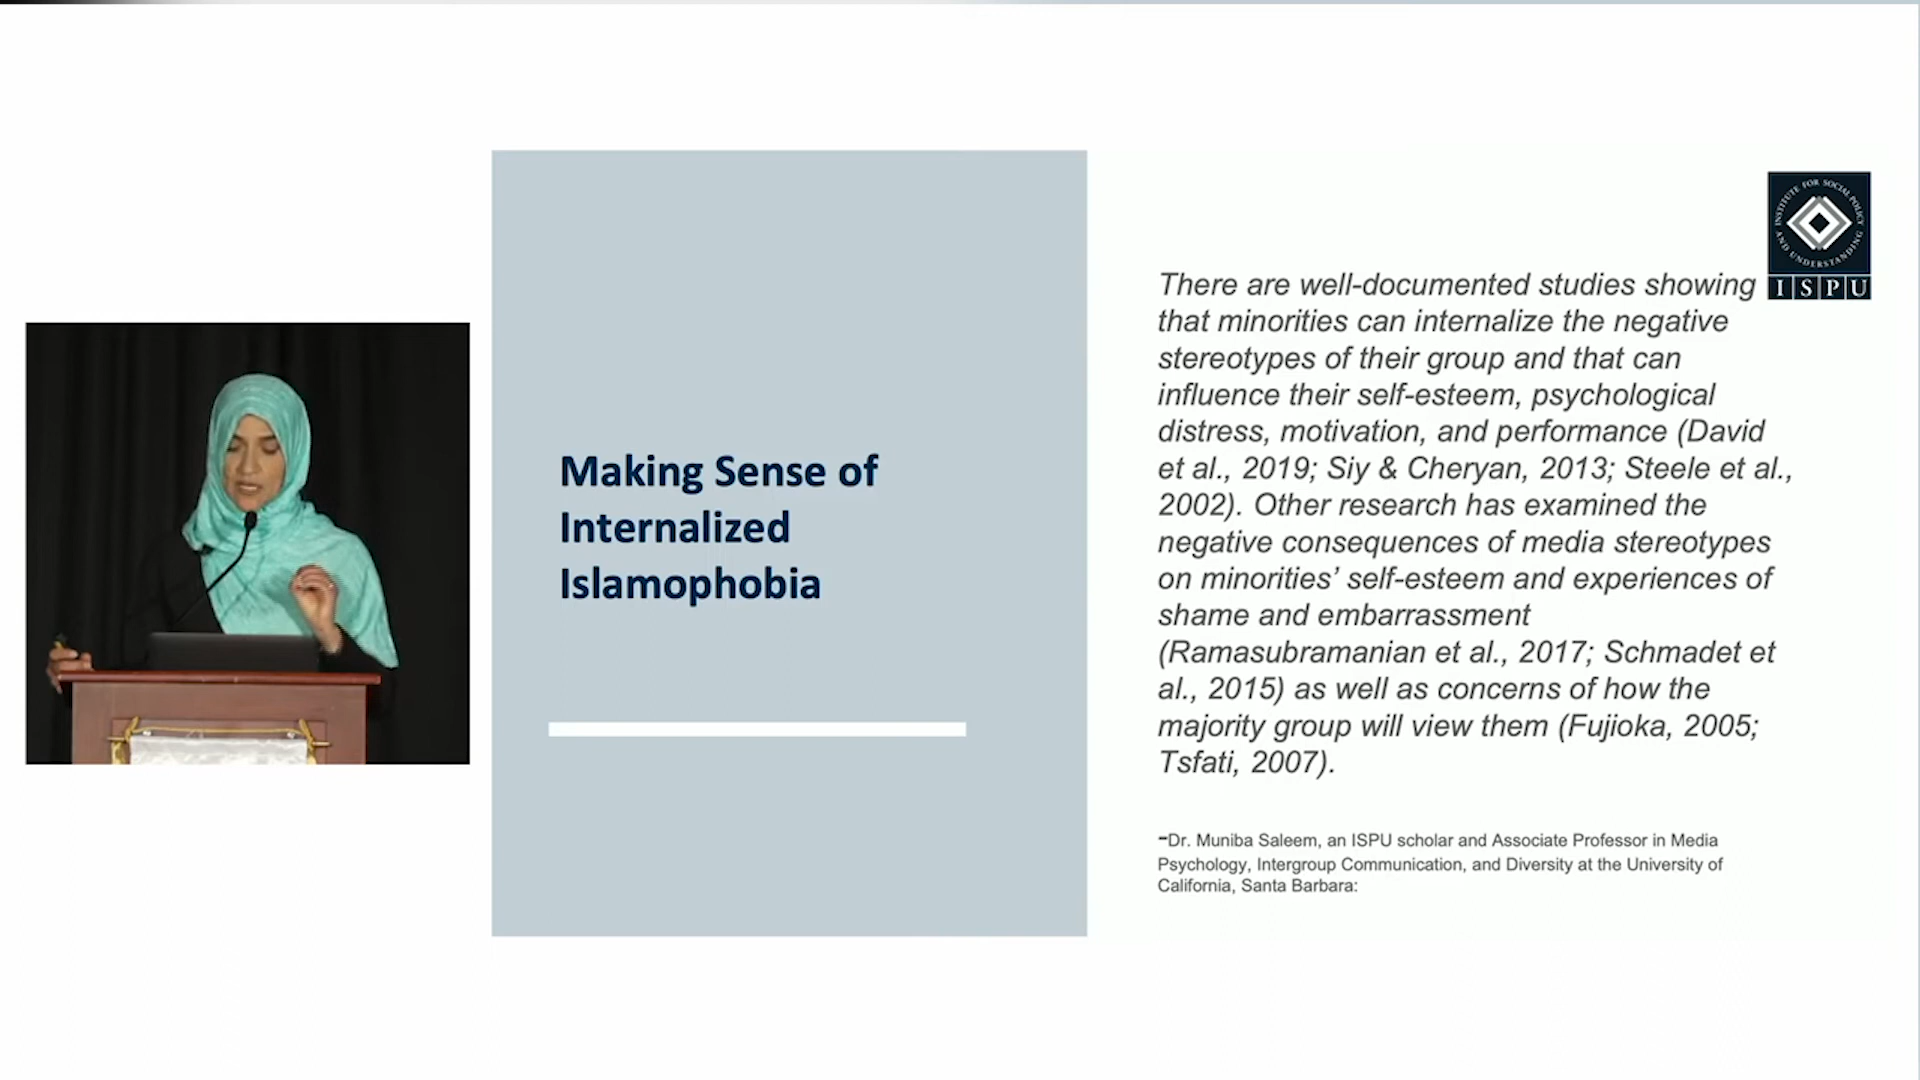 Making Sense of
Internalized
Islamophobia
INSTITUTE FOR SOCIAL POLICY
AND UNDERSTANDING
ISPU
There are well-documented studies showing
that minorities can internalize the negative
stereotypes of their group and that can
influence their self-esteem, psychological
distress, motivation, and performance (David
et al., 2019; Siy & Cheryan, 2013; Steele et al.,
2002). Other research has examined the
negative consequences of media stereotypes
on minorities’ self-esteem and experiences of
shame and embarrassment
(Ramasubramanian et al., 2017; Schmadet et
al., 2015) as well as concerns of how the
majority group will view them (Fujioka, 2005;
Tsfati, 2007).
-Dr. Muniba Saleem, an ISPU scholar and Associate Professor in Media
Psychology, Intergroup Communication, and Diversity at the University of
California, Santa Barbara: